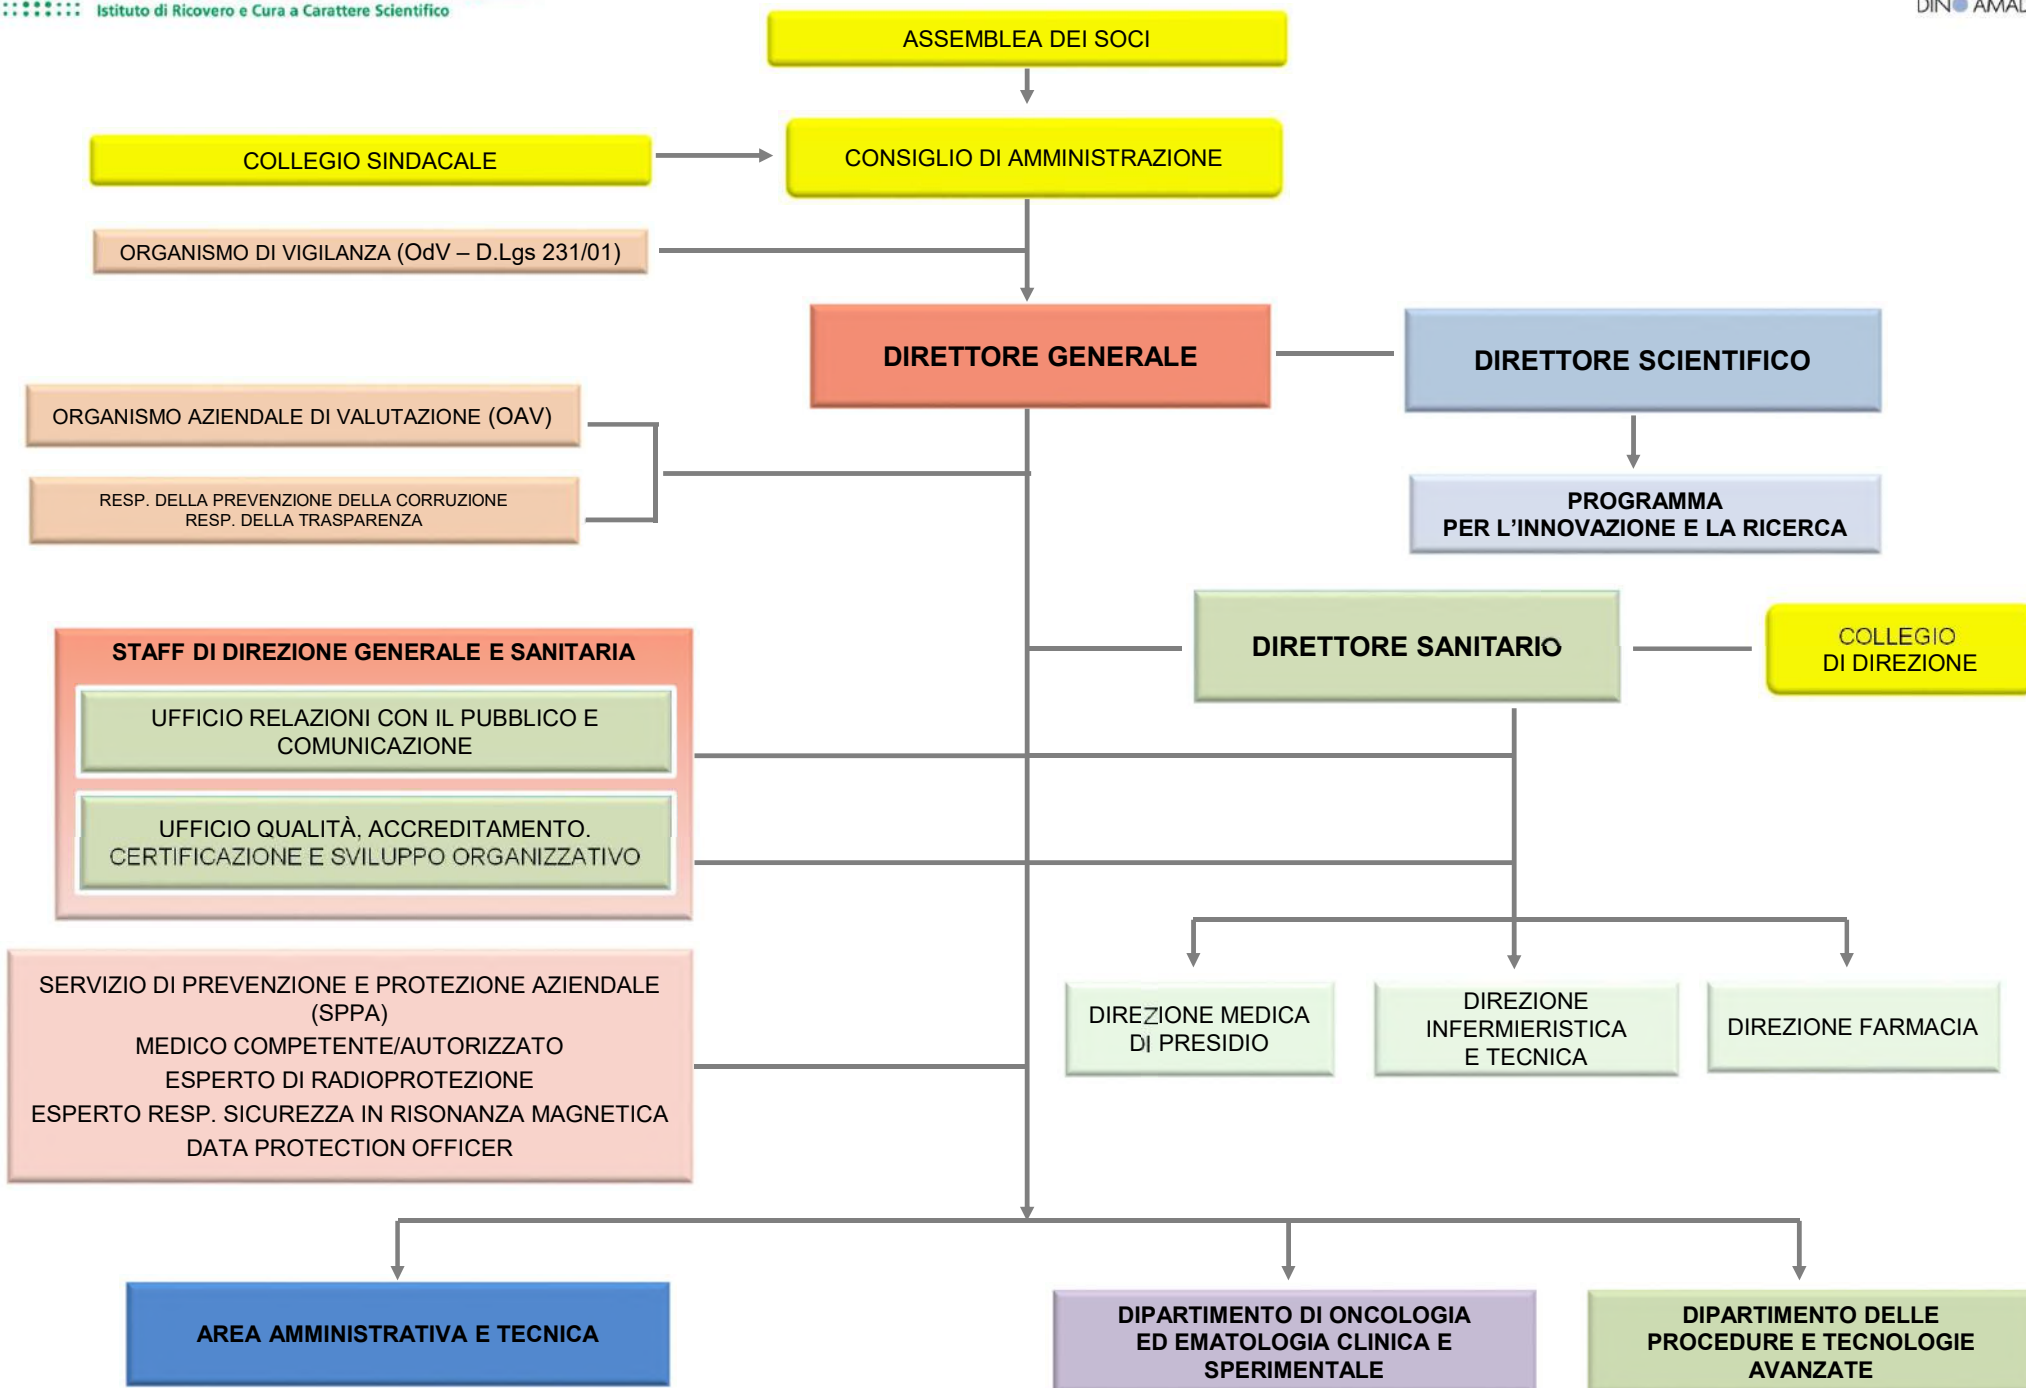 Istituto di Ricovero e Cura a Carattere Scientifico
ASSEMBLEA DEI SOCI
COLLEGIO SINDACALE
CONSIGLIO DI AMMINISTRAZIONE
ORGANISMO DI VIGILANZA (OdV – D.Lgs 231/01)
DIRETTORE GENERALE
DIRETTORE SCIENTIFICO
ORGANISMO AZIENDALE DI VALUTAZIONE (OAV)
RESP. DELLA PREVENZIONE DELLA CORRUZIONE
RESP. DELLA TRASPARENZA
PROGRAMMA
PER L'INNOVAZIONE E LA RICERCA
STAFF DI DIREZIONE GENERALE E SANITARIA
DIRETTORE SANITARIO
COLLEGIO
DI DIREZIONE
UFFICIO RELAZIONI CON IL PUBBLICO E
COMUNICAZIONE
UFFICIO QUALITÀ, ACCREDITAMENTO.
CERTIFICAZIONE E SVILUPPO ORGANIZZATIVO
SERVIZIO DI PREVENZIONE E PROTEZIONE AZIENDALE
(SPPA)
MEDICO COMPETENTE/AUTORIZZATO
ESPERTO DI RADIOPROTEZIONE
ESPERTO RESP. SICUREZZA IN RISONANZA MAGNETICA
DATA PROTECTION OFFICER
DIREZIONE MEDICA
DI PRESIDIO
DIREZIONE
INFERMIERISTICA
E TECNICA
DIREZIONE FARMACIA
AREA AMMINISTRATIVA E TECNICA
DIPARTIMENTO DI ONCOLOGIA
ED EMATOLOGIA CLINICA E
SPERIMENTALE
DIPARTIMENTO DELLE
PROCEDURE E TECNOLOGIE
AVANZATE